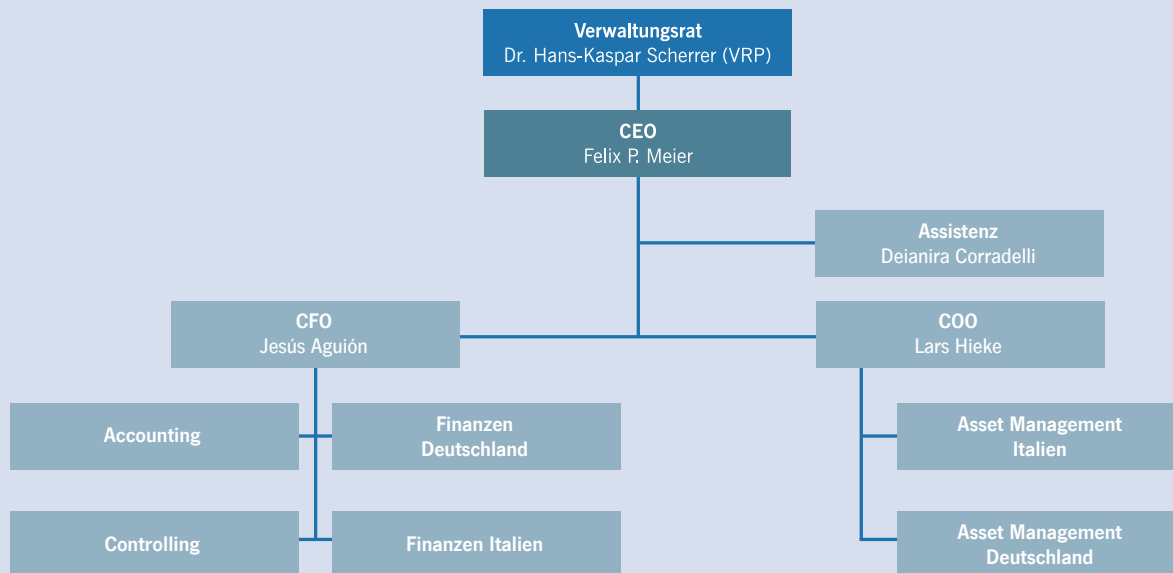 Verwaltungsrat
Dr. Hans-Kaspar Scherrer (VRP)
CEO
Felix P. Meier
Assistenz
Deianira Corradelli
CFO
Jesús Aguión
COO
Lars Hieke
Accounting
Finanzen
Deutschland
Asset Management
Italien
Controlling
Finanzen Italien
Asset Management
Deutschland